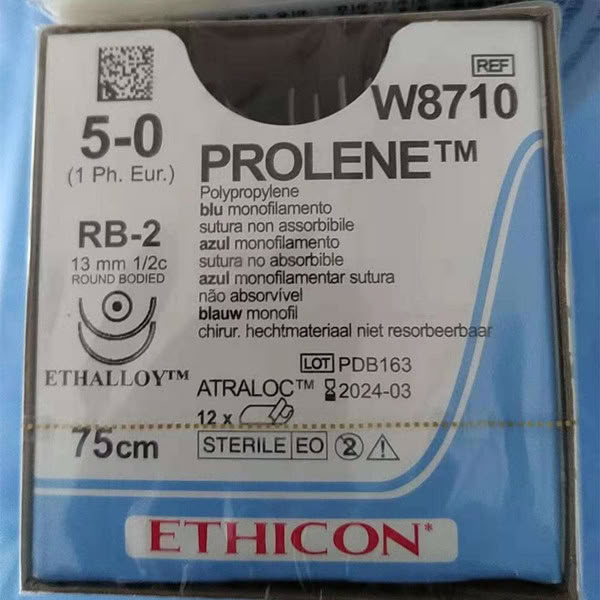 REF
W8710
5-0
(1 Ph. Eur.)
PROLENE™
Polypropylene
blu monofilamento
sutura non assorbibile
azul monofilamento
sutura no absorbible
azul monofilamentar sutura
não absorvível
blauw monofil
chirur. hechtmateriaal niet resorbeerbaar
RB-2
13 mm 1/2c
ROUND BODIED
ETHALLOY™
LOT PDB163
ATRALOC™ 2024-03
12 x
75cm
STERILE EO 2
ETHICON*